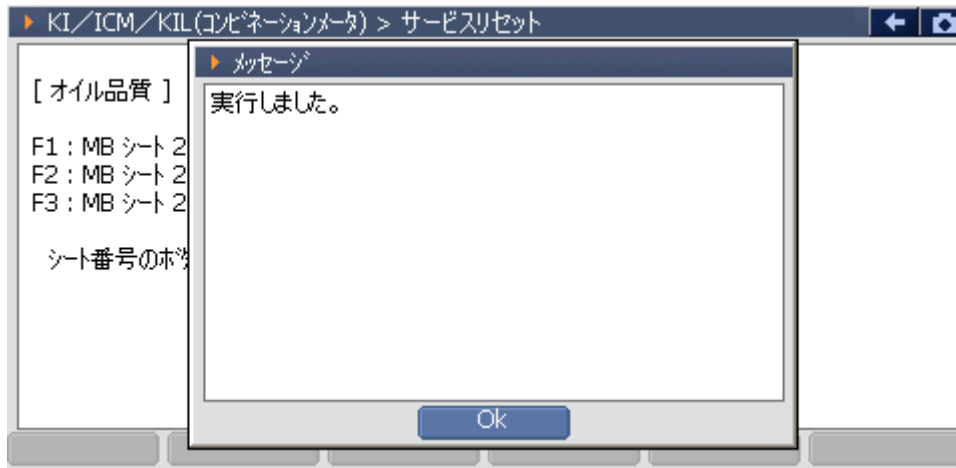 KI／ICM／KIL(ｺﾝﾋﾞﾈｰｼｮﾝﾒｰﾀ) > サービスリセット
[ オイル品質 ]
F1 : MB ｼｰﾄ 2
F2 : MB ｼｰﾄ 2
F3 : MB ｼｰﾄ 2
ｼｰﾄ番号のﾎﾞ
ﾒｯｾｰｼﾞ
実行しました。
Ok